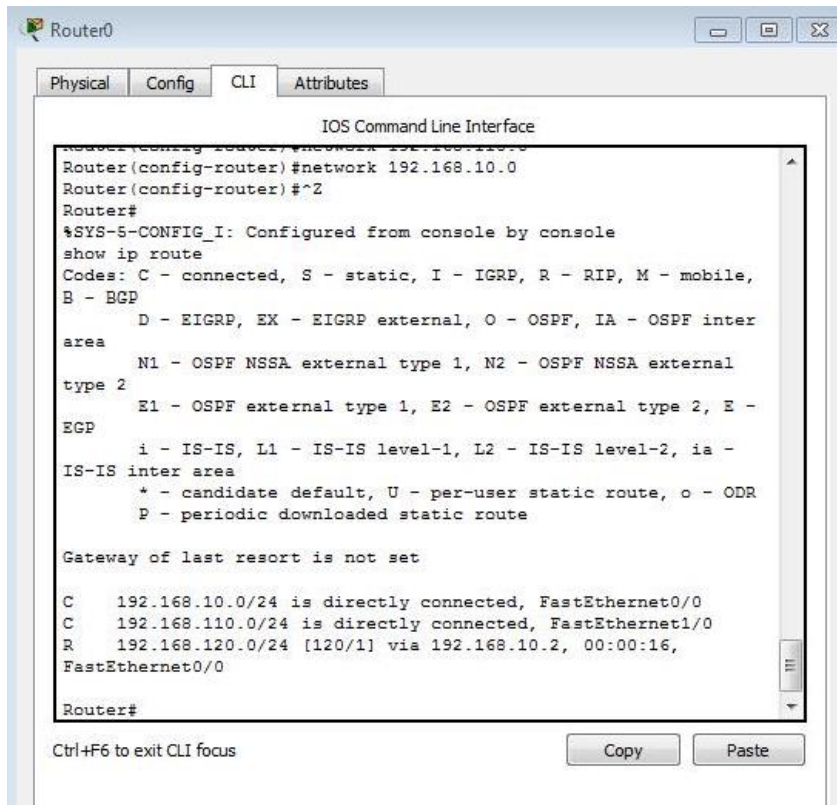 Router0
Physical Config CLI Attributes
IOS Command Line Interface
Router(config-router)#network 192.168.110.0
Router(config-router)#network 192.168.10.0
Router(config-router)#^Z
Router#
%SYS-5-CONFIG_I: Configured from console by console
show ip route
Codes: C - connected, S - static, I - IGRP, R - RIP, M - mobile,
B - BGP
D - EIGRP, EX - EIGRP external, O - OSPF, IA - OSPF inter
area
N1 - OSPF NSSA external type 1, N2 - OSPF NSSA external
type 2
E1 - OSPF external type 1, E2 - OSPF external type 2, E -
EGP
i - IS-IS, L1 - IS-IS level-1, L2 - IS-IS level-2, ia -
IS-IS inter area
* - candidate default, U - per-user static route, o - ODR
P - periodic downloaded static route
Gateway of last resort is not set
C 192.168.10.0/24 is directly connected, FastEthernet0/0
C 192.168.110.0/24 is directly connected, FastEthernet1/0
R 192.168.120.0/24 [120/1] via 192.168.10.2, 00:00:16,
FastEthernet0/0
Router#
Ctrl+F6 to exit CLI focus
Copy Paste